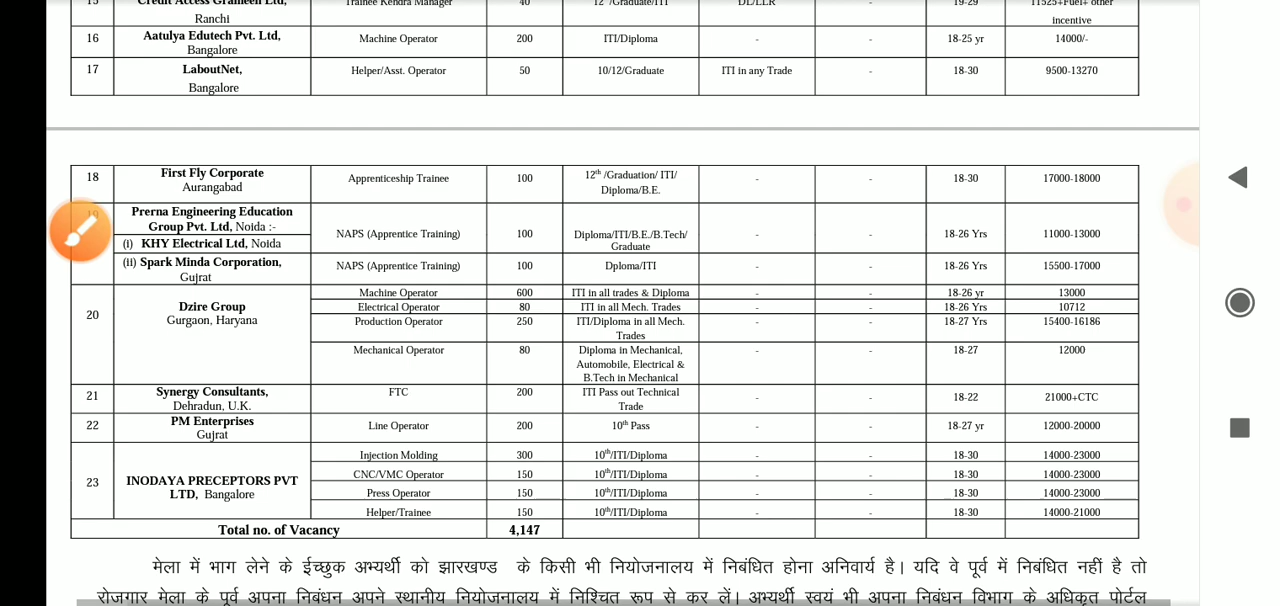 15 Credit Access Grameen Ltd, Trainee Kendra Manager 40 12th/Graduate/ITI DL/LLR - 19-29 11525+Fuel+ other
Ranchi incentive
16 Aatulya Edutech Pvt. Ltd, Machine Operator 200 ITI/Diploma - - 18-25 yr 14000/-
Bangalore
17 LaboutNet, Helper/Asst. Operator 50 10/12/Graduate ITI in any Trade - 18-30 9500-13270
Bangalore
18 First Fly Corporate Apprenticeship Trainee 100 12th /Graduation/ ITI/ - - 18-30 17000-18000
Aurangabad Diploma/B.E.
19 Prerna Engineering Education
Group Pvt. Ltd, Noida :-
NAPS (Apprentice Training) 100 Diploma/ITI/B.E./B.Tech/ - - 18-26 Yrs 11000-13000
(i) KHY Electrical Ltd, Noida Graduate
(ii) Spark Minda Corporation, NAPS (Apprentice Training) 100 Dploma/ITI - - 18-26 Yrs 15500-17000
Gujrat
Machine Operator 600 ITI in all trades & Diploma - - 18-26 yr 13000
20 Dzire Group Electrical Operator 80 ITI in all Mech. Trades - - 18-26 Yrs 10712
Gurgaon, Haryana Production Operator 250 ITI/Diploma in all Mech. - - 18-27 Yrs 15400-16186
Trades
Mechanical Operator 80 Diploma in Mechanical, - - 18-27 12000
Automobile, Electrical &
B.Tech in Mechanical
21 Synergy Consultants, FTC 200 ITI Pass out Technical - - 18-22 21000+CTC
Dehradun, U.K. Trade
22 PM Enterprises Line Operator 200 10th Pass - - 18-27 yr 12000-20000
Gujrat
Injection Molding 300 10th/ITI/Diploma - - 18-30 14000-23000
23 INODAYA PRECEPTORS PVT CNC/VMC Operator 150 10th/ITI/Diploma - - 18-30 14000-23000
LTD, Bangalore Press Operator 150 10th/ITI/Diploma - - 18-30 14000-23000
Helper/Trainee 150 10th/ITI/Diploma - - 18-30 14000-21000
Total no. of Vacancy 4,147
मेला में भाग लेने के ईच्छुक अभ्यर्थी को झारखण्ड के किसी भी नियोजनालय में निबंधित होना अनिवार्य है। यदि वे पूर्व में निबंधित नहीं है तो
रोजगार मेला के पूर्व अपना निबंधन अपने स्थानीय नियोजनालय में निश्चित रूप से कर लें। अभ्यर्थी स्वयं भी अपना निबंधन विभाग के अधिकृत पोर्टल